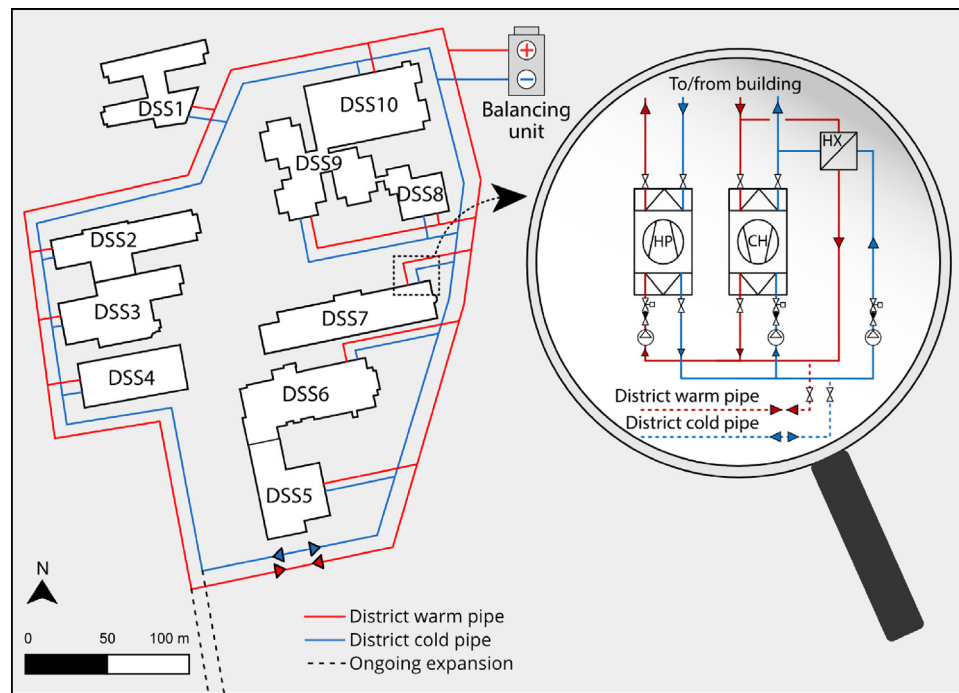 DSS1
DSS10
Balancing
unit
DSS9
DSS8
DSS2
DSS3
DSS7
DSS4
DSS6
DSS5
To/from building
HX
HP
CH
District warm pipe
District cold pipe
N
0 50 100 m
District warm pipe
District cold pipe
Ongoing expansion